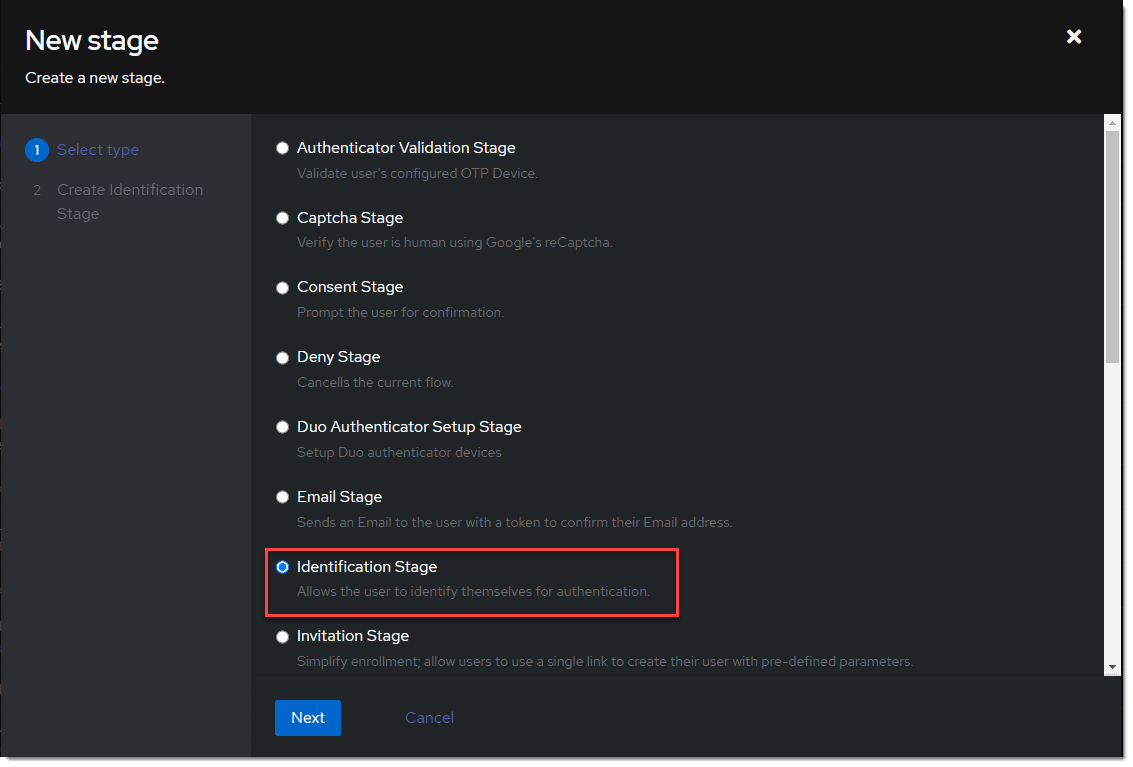 New stage
Create a new stage.
1 Select type
2 Create Identification
Stage
Authenticator Validation Stage
Validate user's configured OTP Device.
Captcha Stage
Verify the user is human using Google's reCaptcha.
Consent Stage
Prompt the user for confirmation.
Deny Stage
Cancells the current flow.
Duo Authenticator Setup Stage
Setup Duo authenticator devices
Email Stage
Sends an Email to the user with a token to confirm their Email address.
Identification Stage
Allows the user to identify themselves for authentication.
Invitation Stage
Simplify enrollment; allow users to use a single link to create their user with pre-defined parameters.
Next Cancel